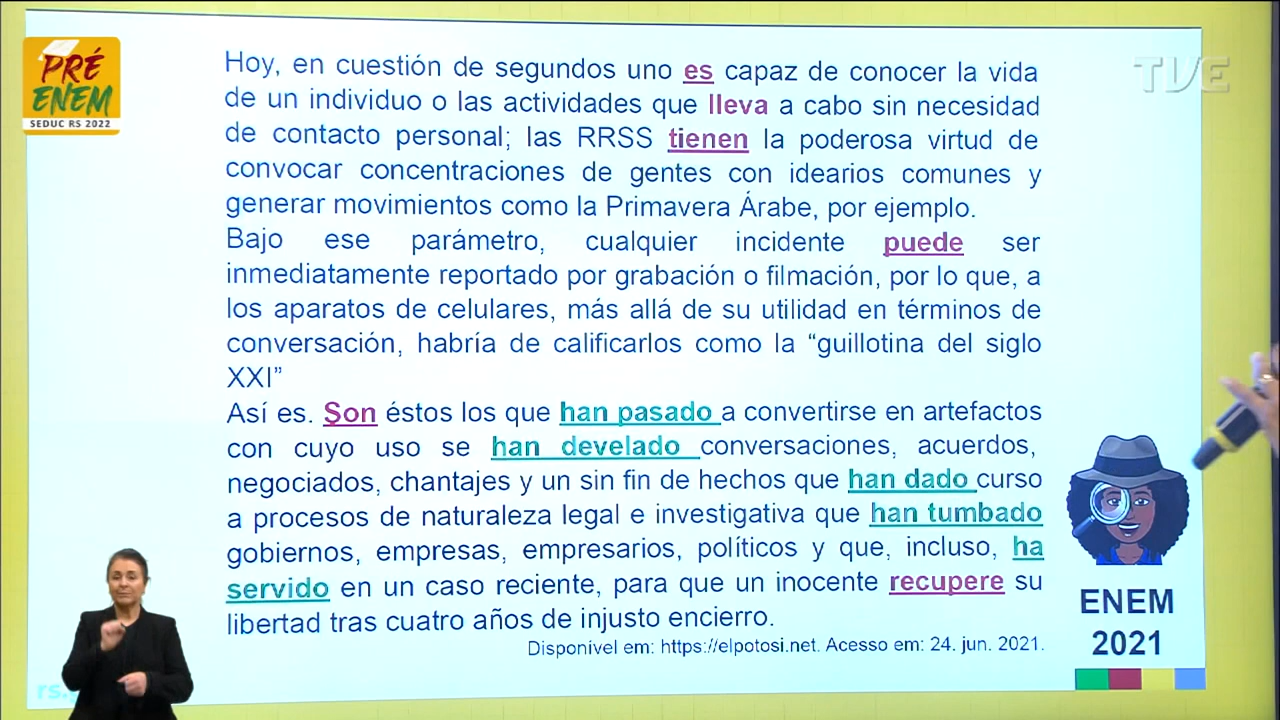 PRÉ
ENEM
SEDUC RS 2022
TVE
Hoy, en cuestión de segundos uno es capaz de conocer la vida
de un individuo o las actividades que lleva a cabo sin necesidad
de contacto personal; las RRSS tienen la poderosa virtud de
convocar concentraciones de gentes con idearios comunes y
generar movimientos como la Primavera Árabe, por ejemplo.
Bajo ese parámetro, cualquier incidente puede ser
inmediatamente reportado por grabación o filmación, por lo que, a
los aparatos de celulares, más allá de su utilidad en términos de
conversación, habría de calificarlos como la “guillotina del siglo
XXI”
Así es. Son éstos los que han pasado a convertirse en artefactos
con cuyo uso se han develado conversaciones, acuerdos,
negociados, chantajes y un sin fin de hechos que han dado curso
a procesos de naturaleza legal e investigativa que han tumbado
gobiernos, empresas, empresarios, políticos y que, incluso, ha
servido en un caso reciente, para que un inocente recupere su
libertad tras cuatro años de injusto encierro.
Disponível em: https://elpotosi.net. Acesso em: 24. jun. 2021.
ENEM
2021